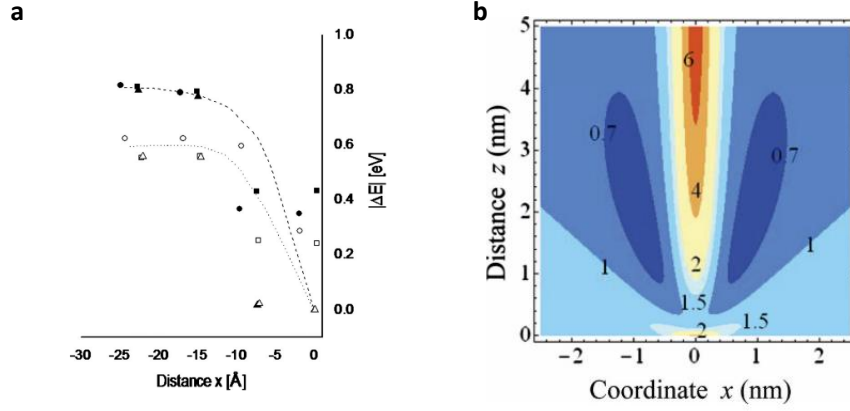 a
1.0
0.8
0.6
0.4
0.2
0.0
|ΔE| [eV]
-30 -25 -20 -15 -10 -5 0
Distance x [Å]
b
5
4
3
2
1
0
Distance z (nm)
6
0.7
0.7
4
2
1
1
1.5
1.5
2
−2 −1 0 1 2
Coordinate x (nm)